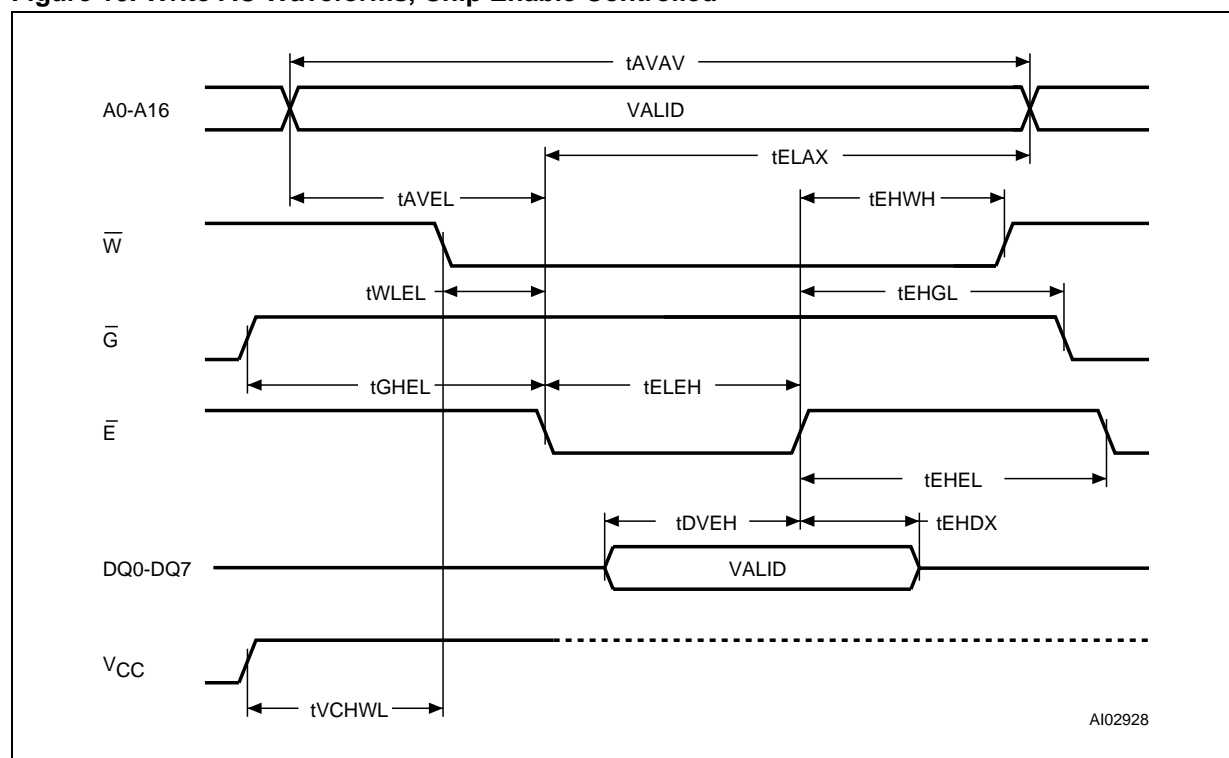 Figure Write AC Waveforms, Chip Enable Controlled
tAVAV
A0-A16
VALID
tELAX
tAVEL
tEHWH
W̅
tWLEL
tEHGL
G̅
tGHEL
tELEH
E̅
tEHEL
tDVEH
tEHDX
DQ0-DQ7
VALID
VCC
tVCHWL
AI02928